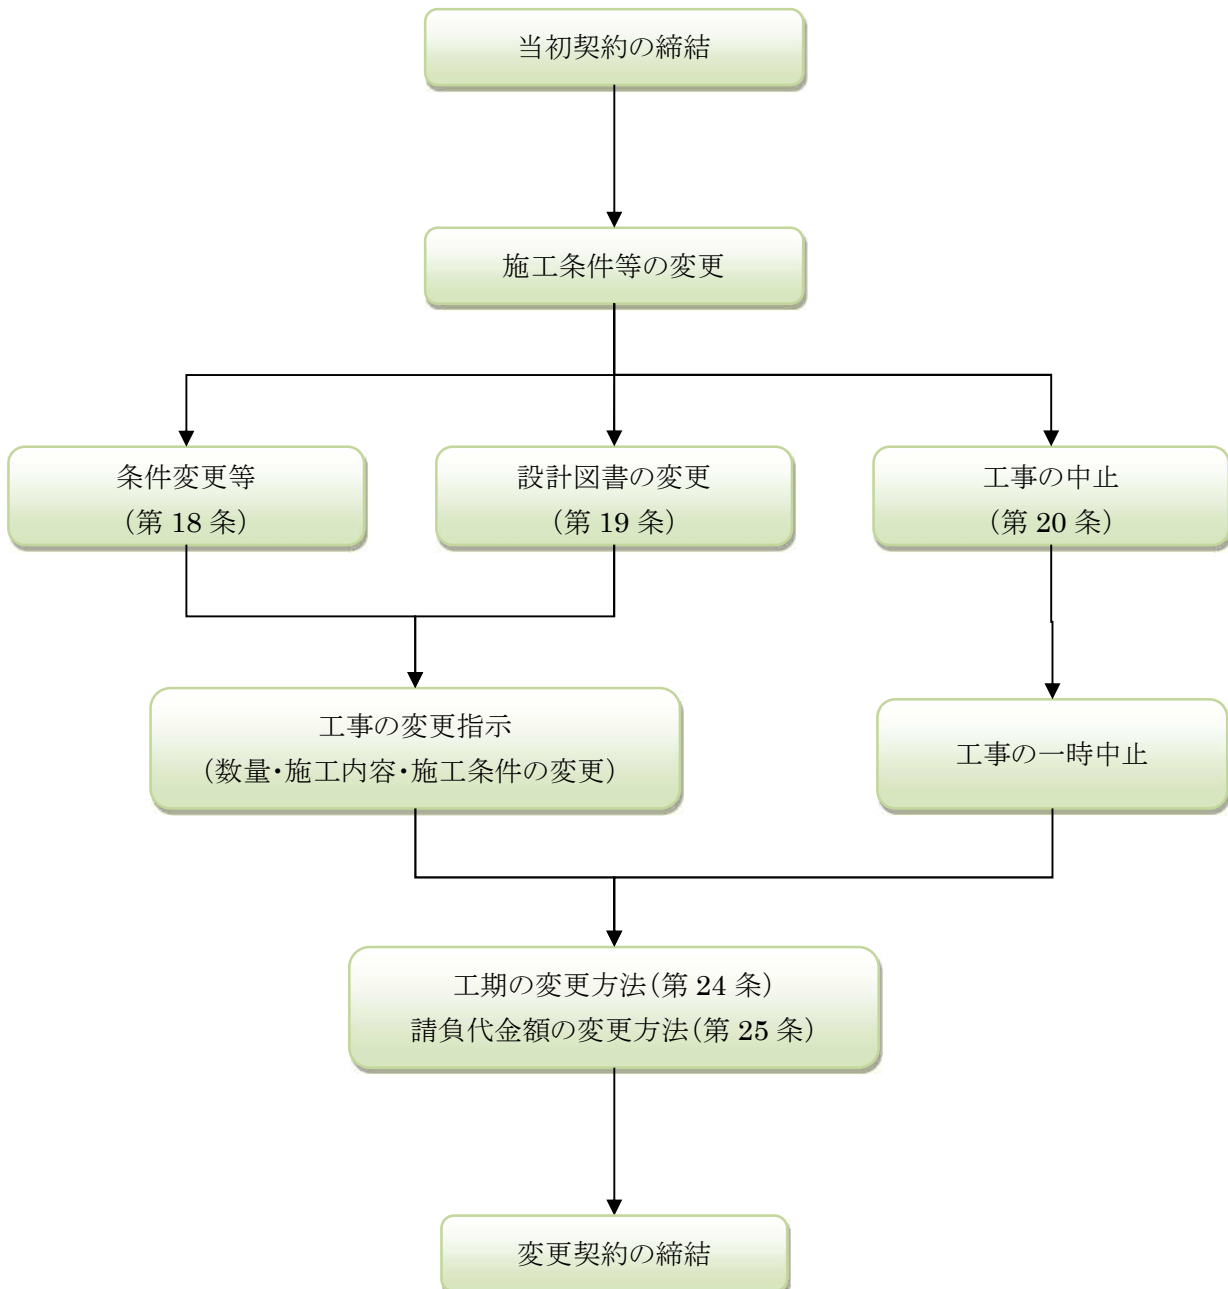 当初契約の締結
施工条件等の変更
条件変更等
（第 18 条）
設計図書の変更
（第 19 条）
工事の中止
（第 20 条）
工事の変更指示
（数量・施工内容・施工条件の変更）
工事の一時中止
工期の変更方法（第 24 条）
請負代金額の変更方法（第 25 条）
変更契約の締結